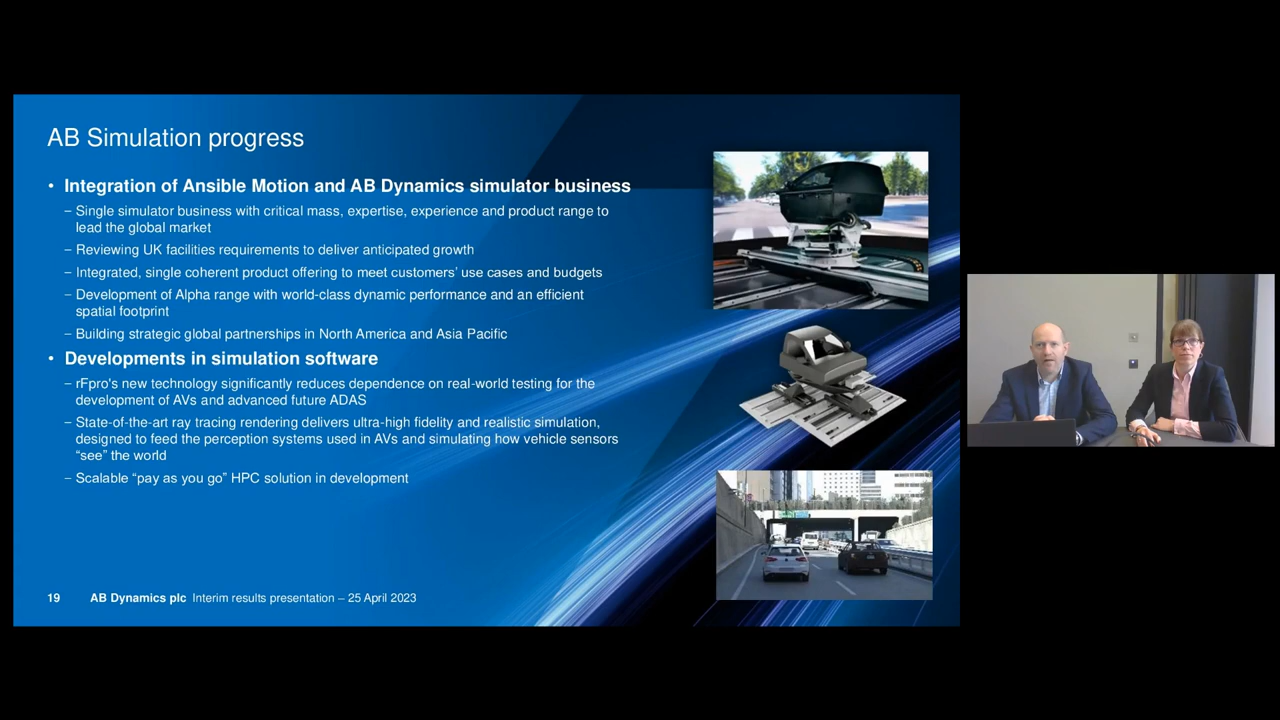 AB Simulation progress
• Integration of Ansible Motion and AB Dynamics simulator business
– Single simulator business with critical mass, expertise, experience and product range to
lead the global market
– Reviewing UK facilities requirements to deliver anticipated growth
– Integrated, single coherent product offering to meet customers’ use cases and budgets
– Development of Alpha range with world-class dynamic performance and an efficient
spatial footprint
– Building strategic global partnerships in North America and Asia Pacific
• Developments in simulation software
– rFpro's new technology significantly reduces dependence on real-world testing for the
development of AVs and advanced future ADAS
– State-of-the-art ray tracing rendering delivers ultra-high fidelity and realistic simulation,
designed to feed the perception systems used in AVs and simulating how vehicle sensors
“see” the world
– Scalable “pay as you go” HPC solution in development
19 AB Dynamics plc Interim results presentation – 25 April 2023